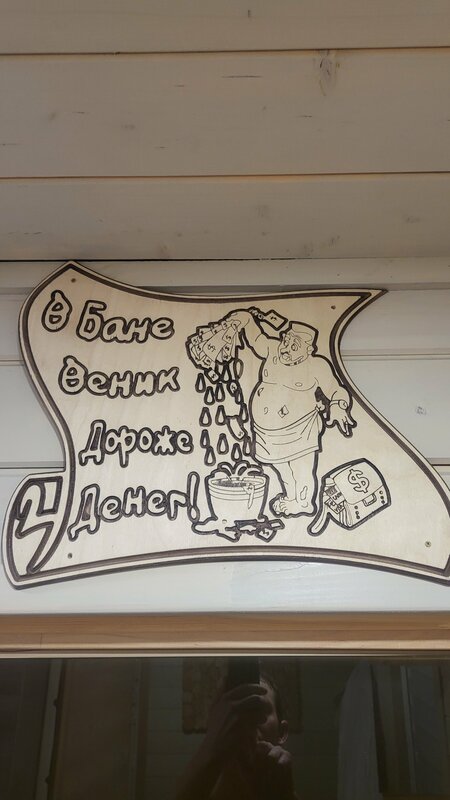 В Бане
Веник
Дороже
Денег!